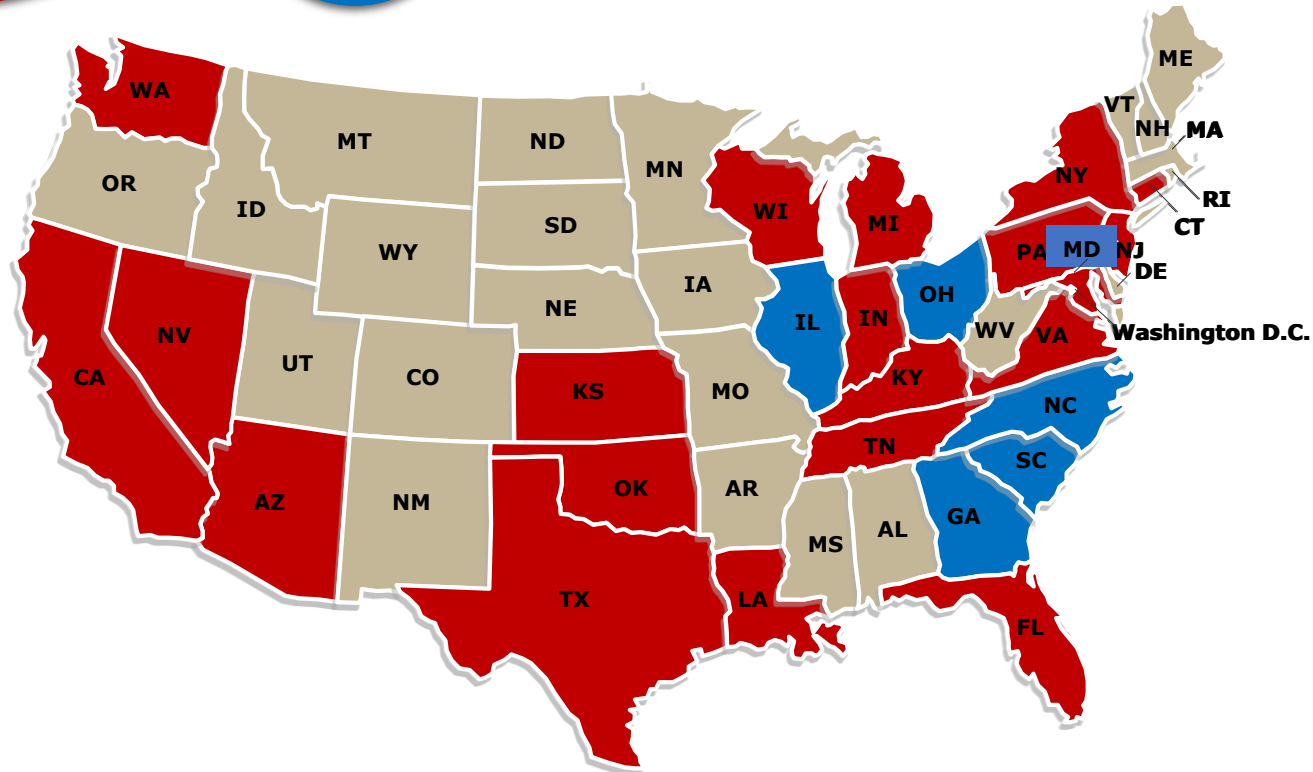 ME
WA
VT
NH
MA
MT
ND
MN
OR
NY
RI
ID
WI
SD
MI
CT
WY
PA
MD
NJ
DE
IA
OH
NE
IL
IN
WV
VA
Washington D.C.
NV
UT
CO
CA
KS
MO
KY
NC
TN
SC
AZ
NM
OK
AR
GA
MS
AL
TX
LA
FL